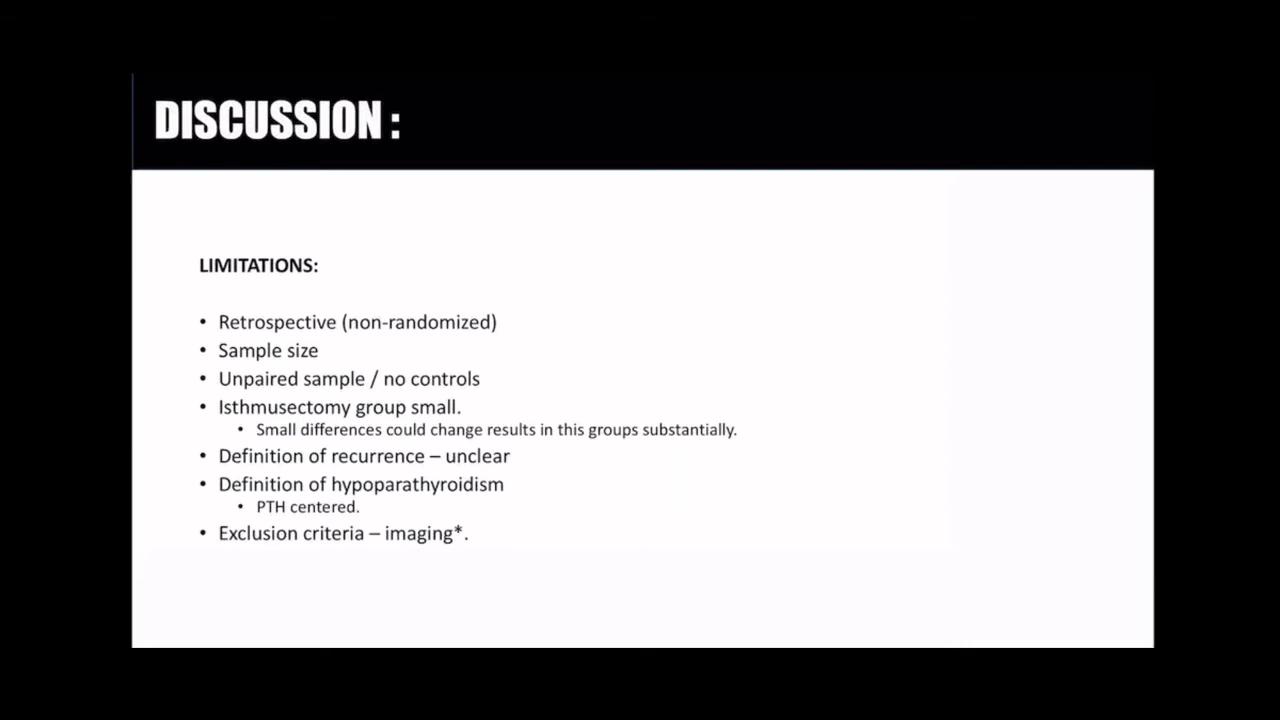 DISCUSSION :
LIMITATIONS:
• Retrospective (non-randomized)
• Sample size
• Unpaired sample / no controls
• Isthmusectomy group small.
• Small differences could change results in this groups substantially.
• Definition of recurrence – unclear
• Definition of hypoparathyroidism
• PTH centered.
• Exclusion criteria – imaging*.